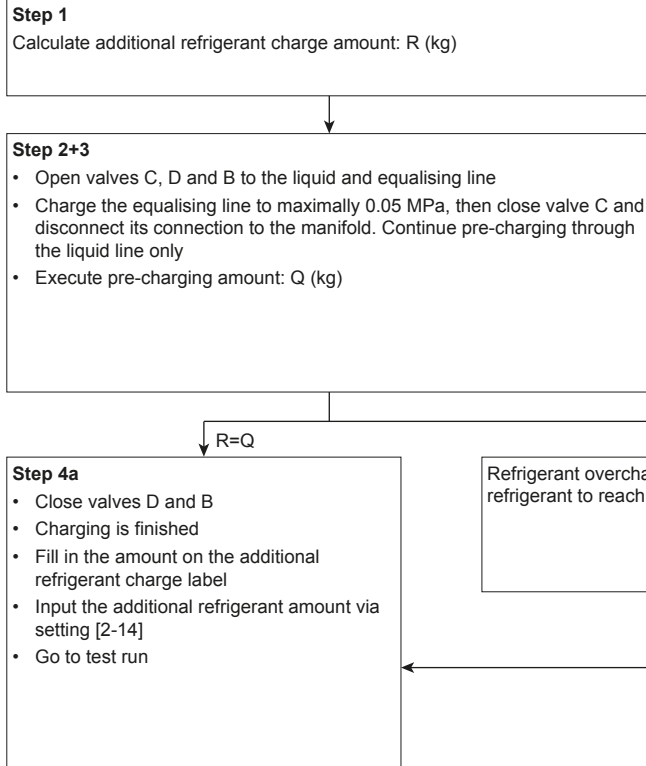 Step 1
Calculate additional refrigerant charge amount: R (kg)
Step 2+3
• Open valves C, D and B to the liquid and equalising line
• Charge the equalising line to maximally 0.05 MPa, then close valve C and
disconnect its connection to the manifold. Continue pre-charging through
the liquid line only
• Execute pre-charging amount: Q (kg)
R=Q
Step 4a
• Close valves D and B
• Charging is finished
• Fill in the amount on the additional
refrigerant charge label
• Input the additional refrigerant amount via
setting [2-14]
• Go to test run
Refrigerant
refrigerant to reach